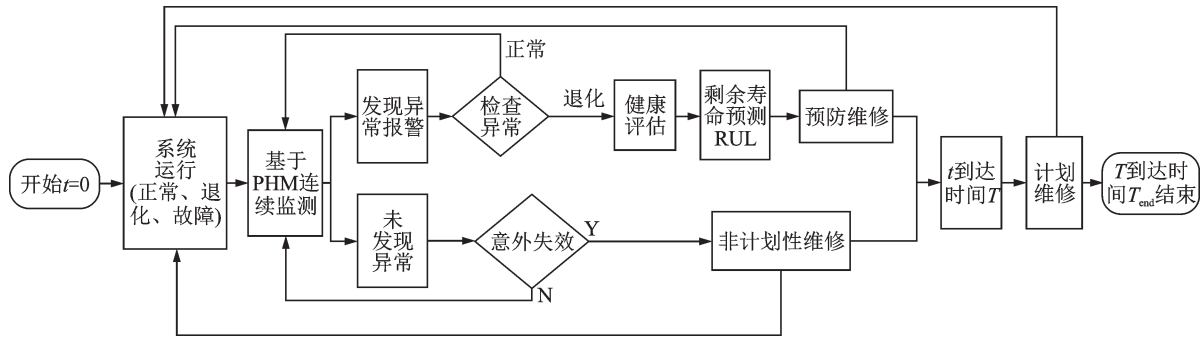 开始t=0
系统
运行
(正常、退
化、故障)
基于
PHM连
续监测
发现异
常报警
检查
异常
正常
退化
健康
评估
剩余寿
命预测
RUL
预防维修
未
发现
异常
意外失效
Y
N
非计划性维修
t到达
时间T
计划
维修
T到达时
间Tend结束